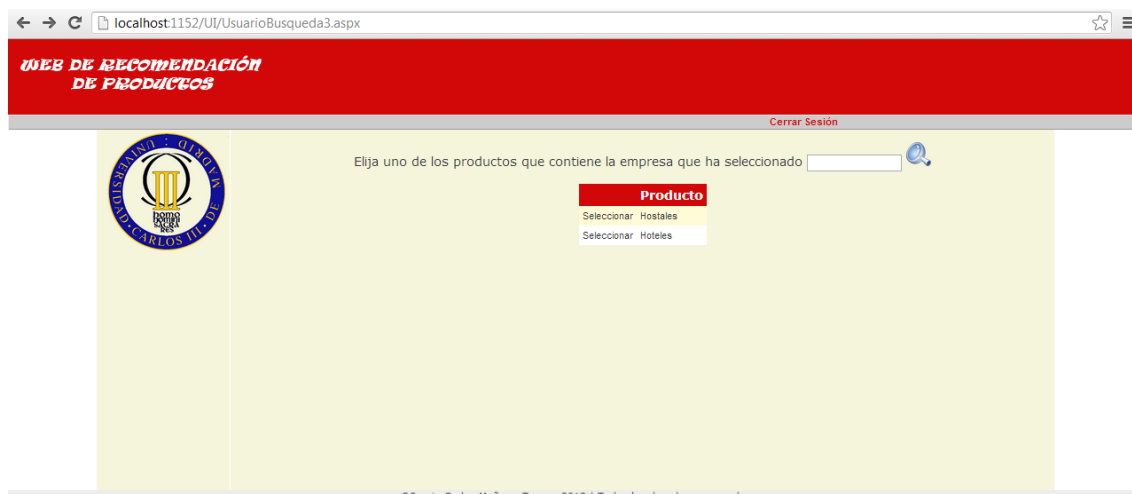 localhost:1152/UI/UsuarioBusqueda3.aspx
WEB DE RECOMENDACIÓN
DE PRODUCTOS
Cerrar Sesión
UNIVERSIDAD · CARLOS III · DE MADRID
HOMO
HOMINI
SACRA
RES
Elija uno de los productos que contiene la empresa que ha seleccionado
Producto
Seleccionar Hostales
Seleccionar Hoteles